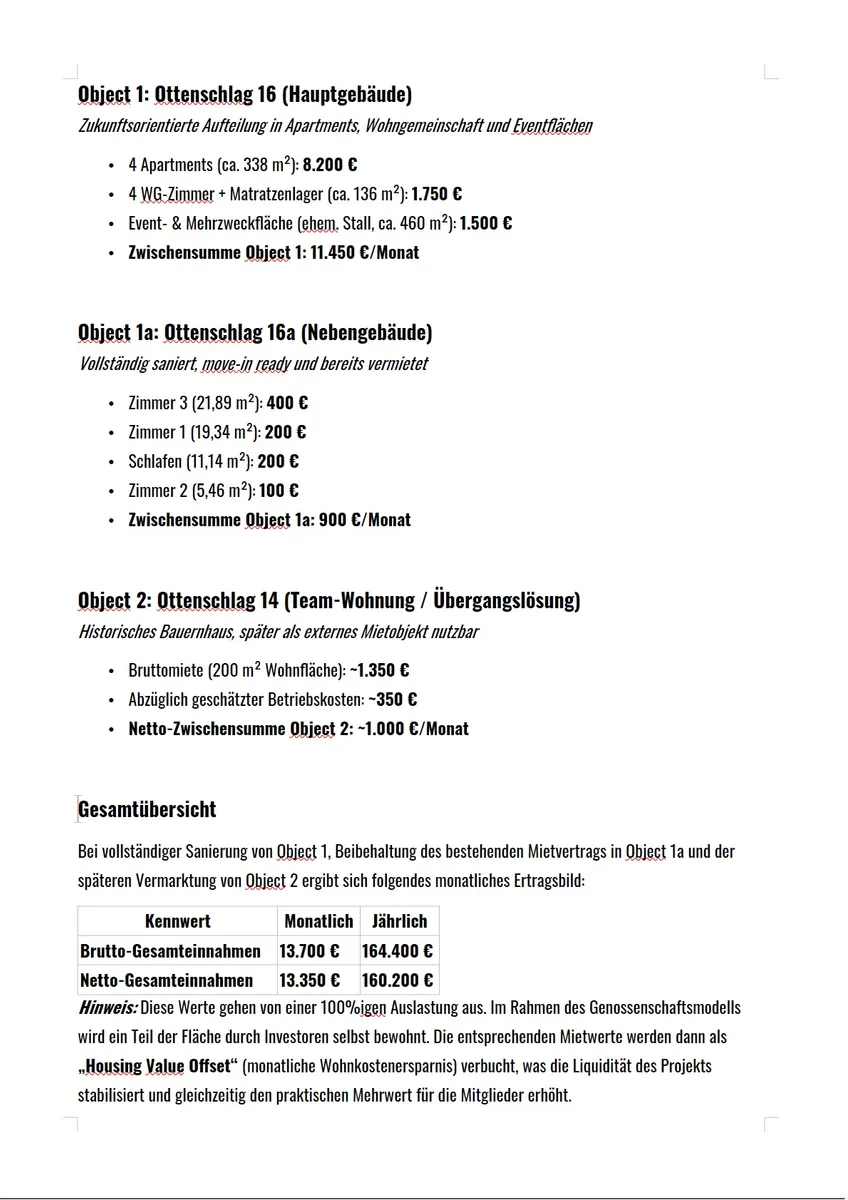 Object 1: Ottenschlag 16 (Hauptgebäude)
Zukunftsorientierte Aufteilung in Apartments, Wohngemeinschaft und Eventflächen
• 4 Apartments (ca. 338 m²): 8.200 €
• 4 WG-Zimmer + Matratzenlager (ca. 136 m²): 1.750 €
• Event- & Mehrzweckfläche (ehem. Stall, ca. 460 m²): 1.500 €
• Zwischensumme Object 1: 11.450 €/Monat
Object 1a: Ottenschlag 16a (Nebengebäude)
Vollständig saniert, move-in ready und bereits vermietet
• Zimmer 3 (21,89 m²): 400 €
• Zimmer 1 (19,34 m²): 200 €
• Schlafen (11,14 m²): 200 €
• Zimmer 2 (5,46 m²): 100 €
• Zwischensumme Object 1a: 900 €/Monat
Object 2: Ottenschlag 14 (Team-Wohnung / Übergangslösung)
Historisches Bauernhaus, später als externes Mietobjekt nutzbar
• Bruttomiete (200 m² Wohnfläche): ~1.350 €
• Abzüglich geschätzter Betriebskosten: ~350 €
• Netto-Zwischensumme Object 2: ~1.000 €/Monat
Gesamtübersicht
Bei vollständiger Sanierung von Object 1, Beibehaltung des bestehenden Mietvertrags in Object 1a und der
späteren Vermarktung von Object 2 ergibt sich folgendes monatliches Ertragsbild:
Kennwert Monatlich Jährlich
Brutto-Gesamteinnahmen 13.700 € 164.400 €
Netto-Gesamteinnahmen 13.350 € 160.200 €
Hinweis: Diese Werte gehen von einer 100%igen Auslastung aus. Im Rahmen des Genossenschaftsmodells
wird ein Teil der Fläche durch Investoren selbst bewohnt. Die entsprechenden Mietwerte werden dann als
„Housing Value Offset“ (monatliche Wohnkostenersparnis) verbucht, was die Liquidität des Projekts
stabilisiert und gleichzeitig den praktischen Mehrwert für die Mitglieder erhöht.